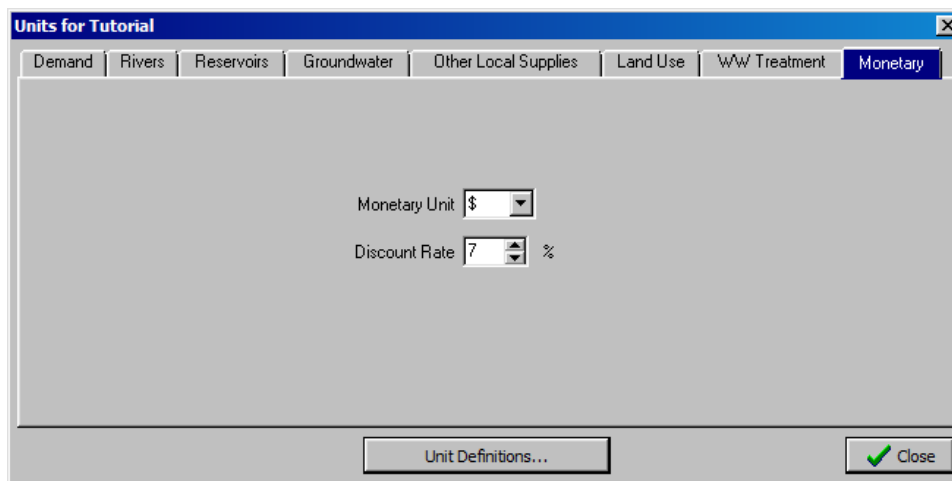 Units for Tutorial
Demand Rivers Reservoirs Groundwater Other Local Supplies Land Use WW Treatment Monetary
Monetary Unit $
Discount Rate 7 %
Unit Definitions... Close